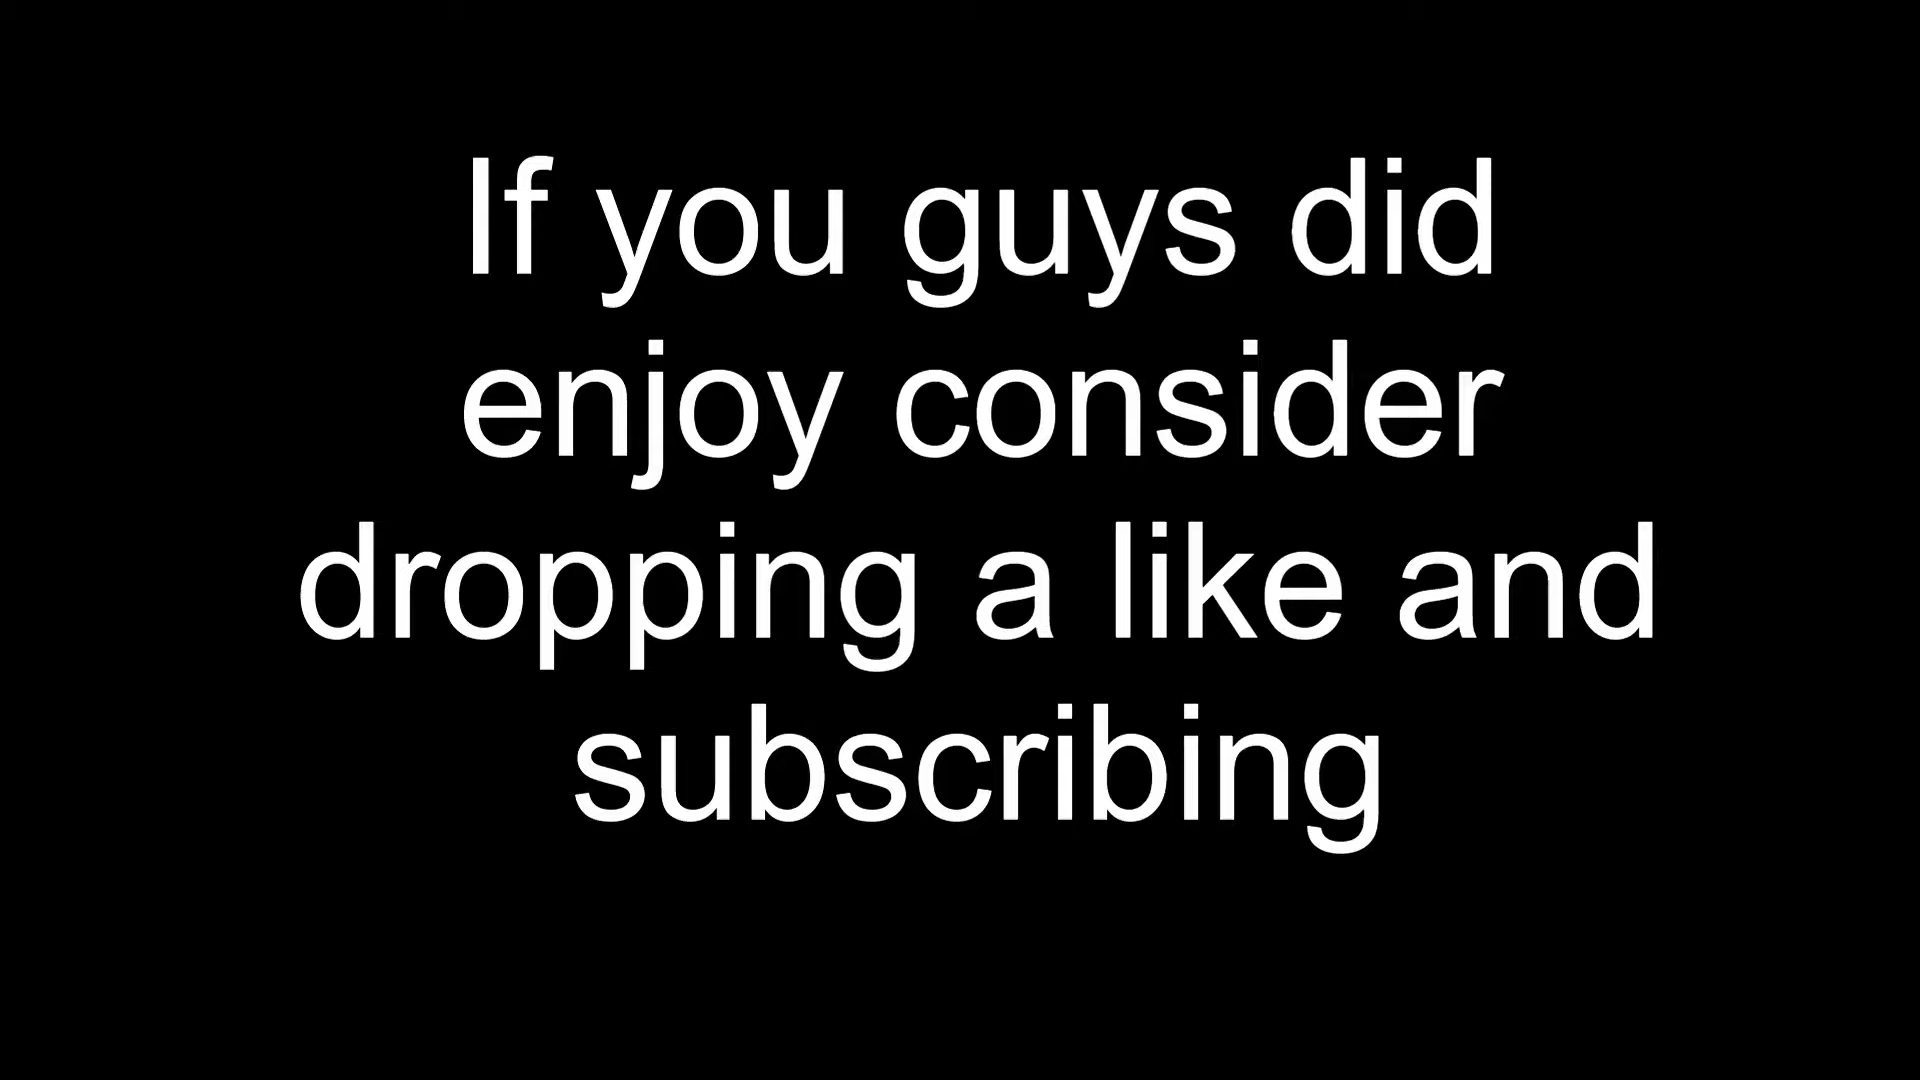 If you guys did
enjoy consider
dropping a like and
subscribing